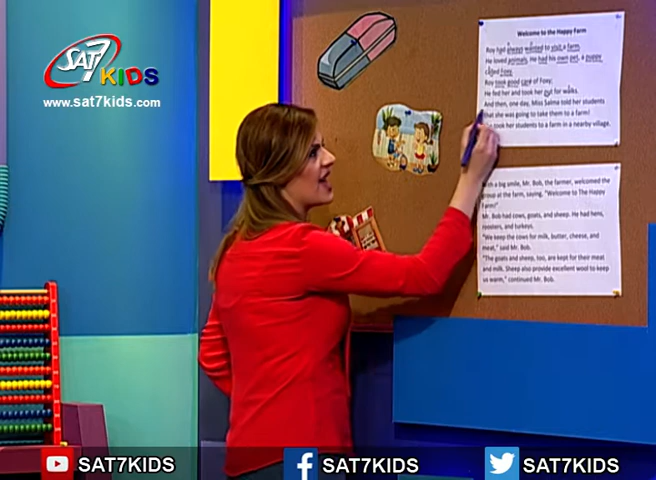 SAT7
KIDS
www.sat7kids.com
Welcome to the Happy Farm
Roy had always wanted to visit a farm.
He loved animals. He had his own pet, a puppy
called Foxy.
Roy took good care of Foxy;
He fed her and took her out for walks.
And then, one day, Miss Salma told her students
that she was going to take them to a farm!
took her students to a farm in a nearby village.
With a big smile, Mr. Bob, the farmer, welcomed the
group at the farm, saying, "Welcome to The Happy
Farm!"
Mr. Bob had cows, goats, and sheep. He had hens,
roosters, and turkeys.
"We keep the cows for milk, butter, cheese, and
meat," said Mr. Bob.
"The goats and sheep, too, are kept for their meat
and milk. Sheep also provide excellent wool to keep
us warm," continued Mr. Bob.
SAT7KIDS
SAT7KIDS
SAT7KIDS